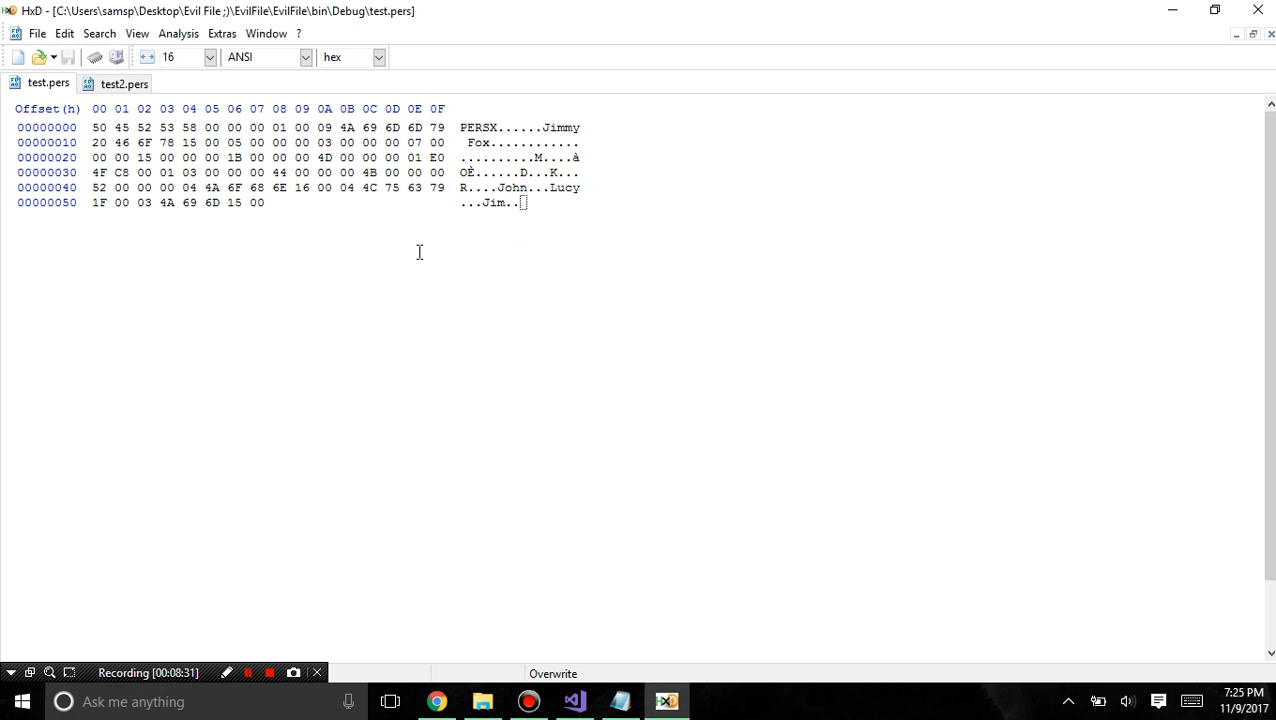 HxD - [C:\Users\samsp\Desktop\Evil File ;)\EvilFile\EvilFile\bin\Debug\test.pers]
File Edit Search View Analysis Extras Window ?
16 ANSI hex
test.pers test2.pers
Offset(h) 00 01 02 03 04 05 06 07 08 09 0A 0B 0C 0D 0E 0F
00000000 50 45 52 53 58 00 00 00 01 00 09 4A 69 6D 6D 79 PERSX......Jimmy
00000010 20 46 6F 78 15 00 05 00 00 00 03 00 00 00 07 00 Fox............
00000020 00 00 15 00 00 00 1B 00 00 00 4D 00 00 00 01 E0 ..........M....à
00000030 4F C8 00 01 03 00 00 00 44 00 00 00 4B 00 00 00 OÈ......D...K...
00000040 52 00 00 00 04 4A 6F 68 6E 16 00 04 4C 75 63 79 R....John...Lucy
00000050 1F 00 03 4A 69 6D 15 00 ...Jim..
Recording [00:08:31]
Overwrite
Ask me anything
7:25 PM
11/9/2017